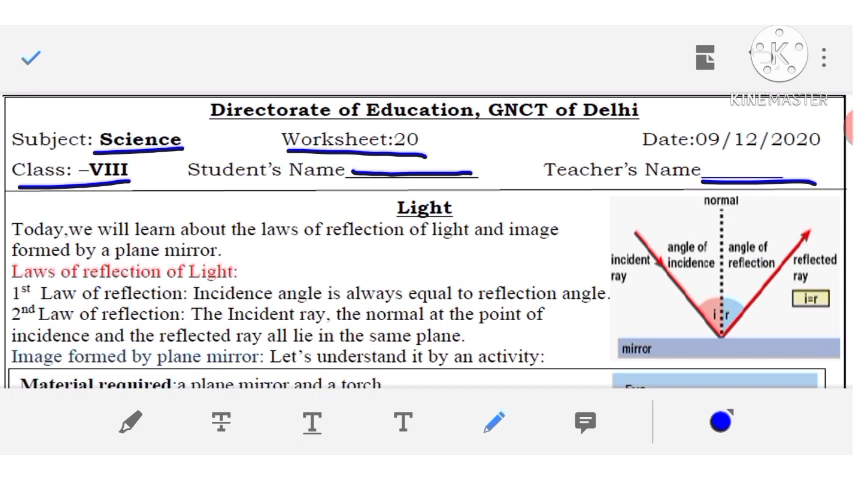 KINEMASTER
Directorate of Education, GNCT of Delhi
Subject: Science Worksheet:20 Date:09/12/2020
Class: –VIII Student's Name____________ Teacher's Name________
Light
Today,we will learn about the laws of reflection of light and image
formed by a plane mirror.
Laws of reflection of Light:
1st Law of reflection: Incidence angle is always equal to reflection angle.
2nd Law of reflection: The Incident ray, the normal at the point of
incidence and the reflected ray all lie in the same plane.
Image formed by plane mirror: Let's understand it by an activity:
Material required:a plane mirror and a torch
normal
incident
ray
angle of
incidence
angle of
reflection
reflected
ray
i=r
i r
mirror